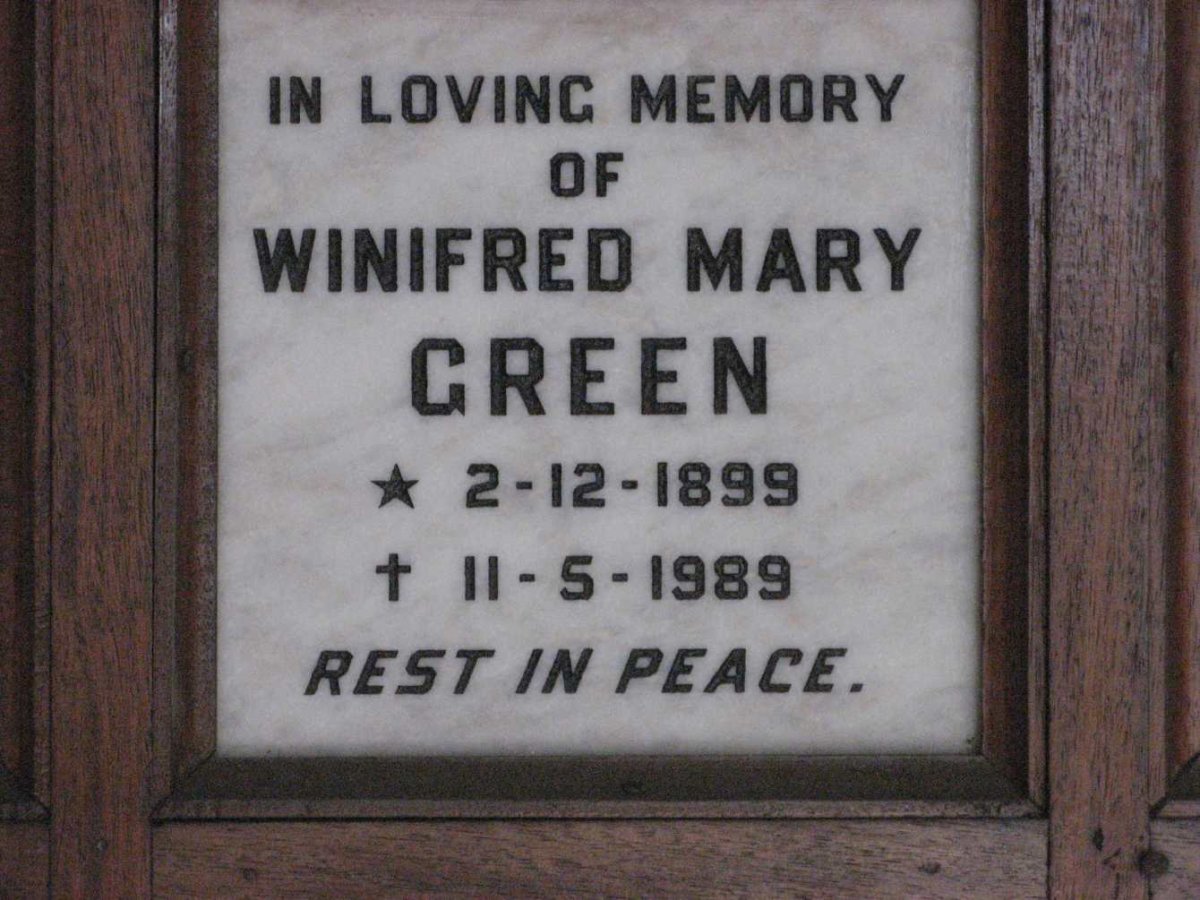 IN LOVING MEMORY
OF
WINIFRED MARY
GREEN
★ 2-12-1899
† 11-5-1989
REST IN PEACE.